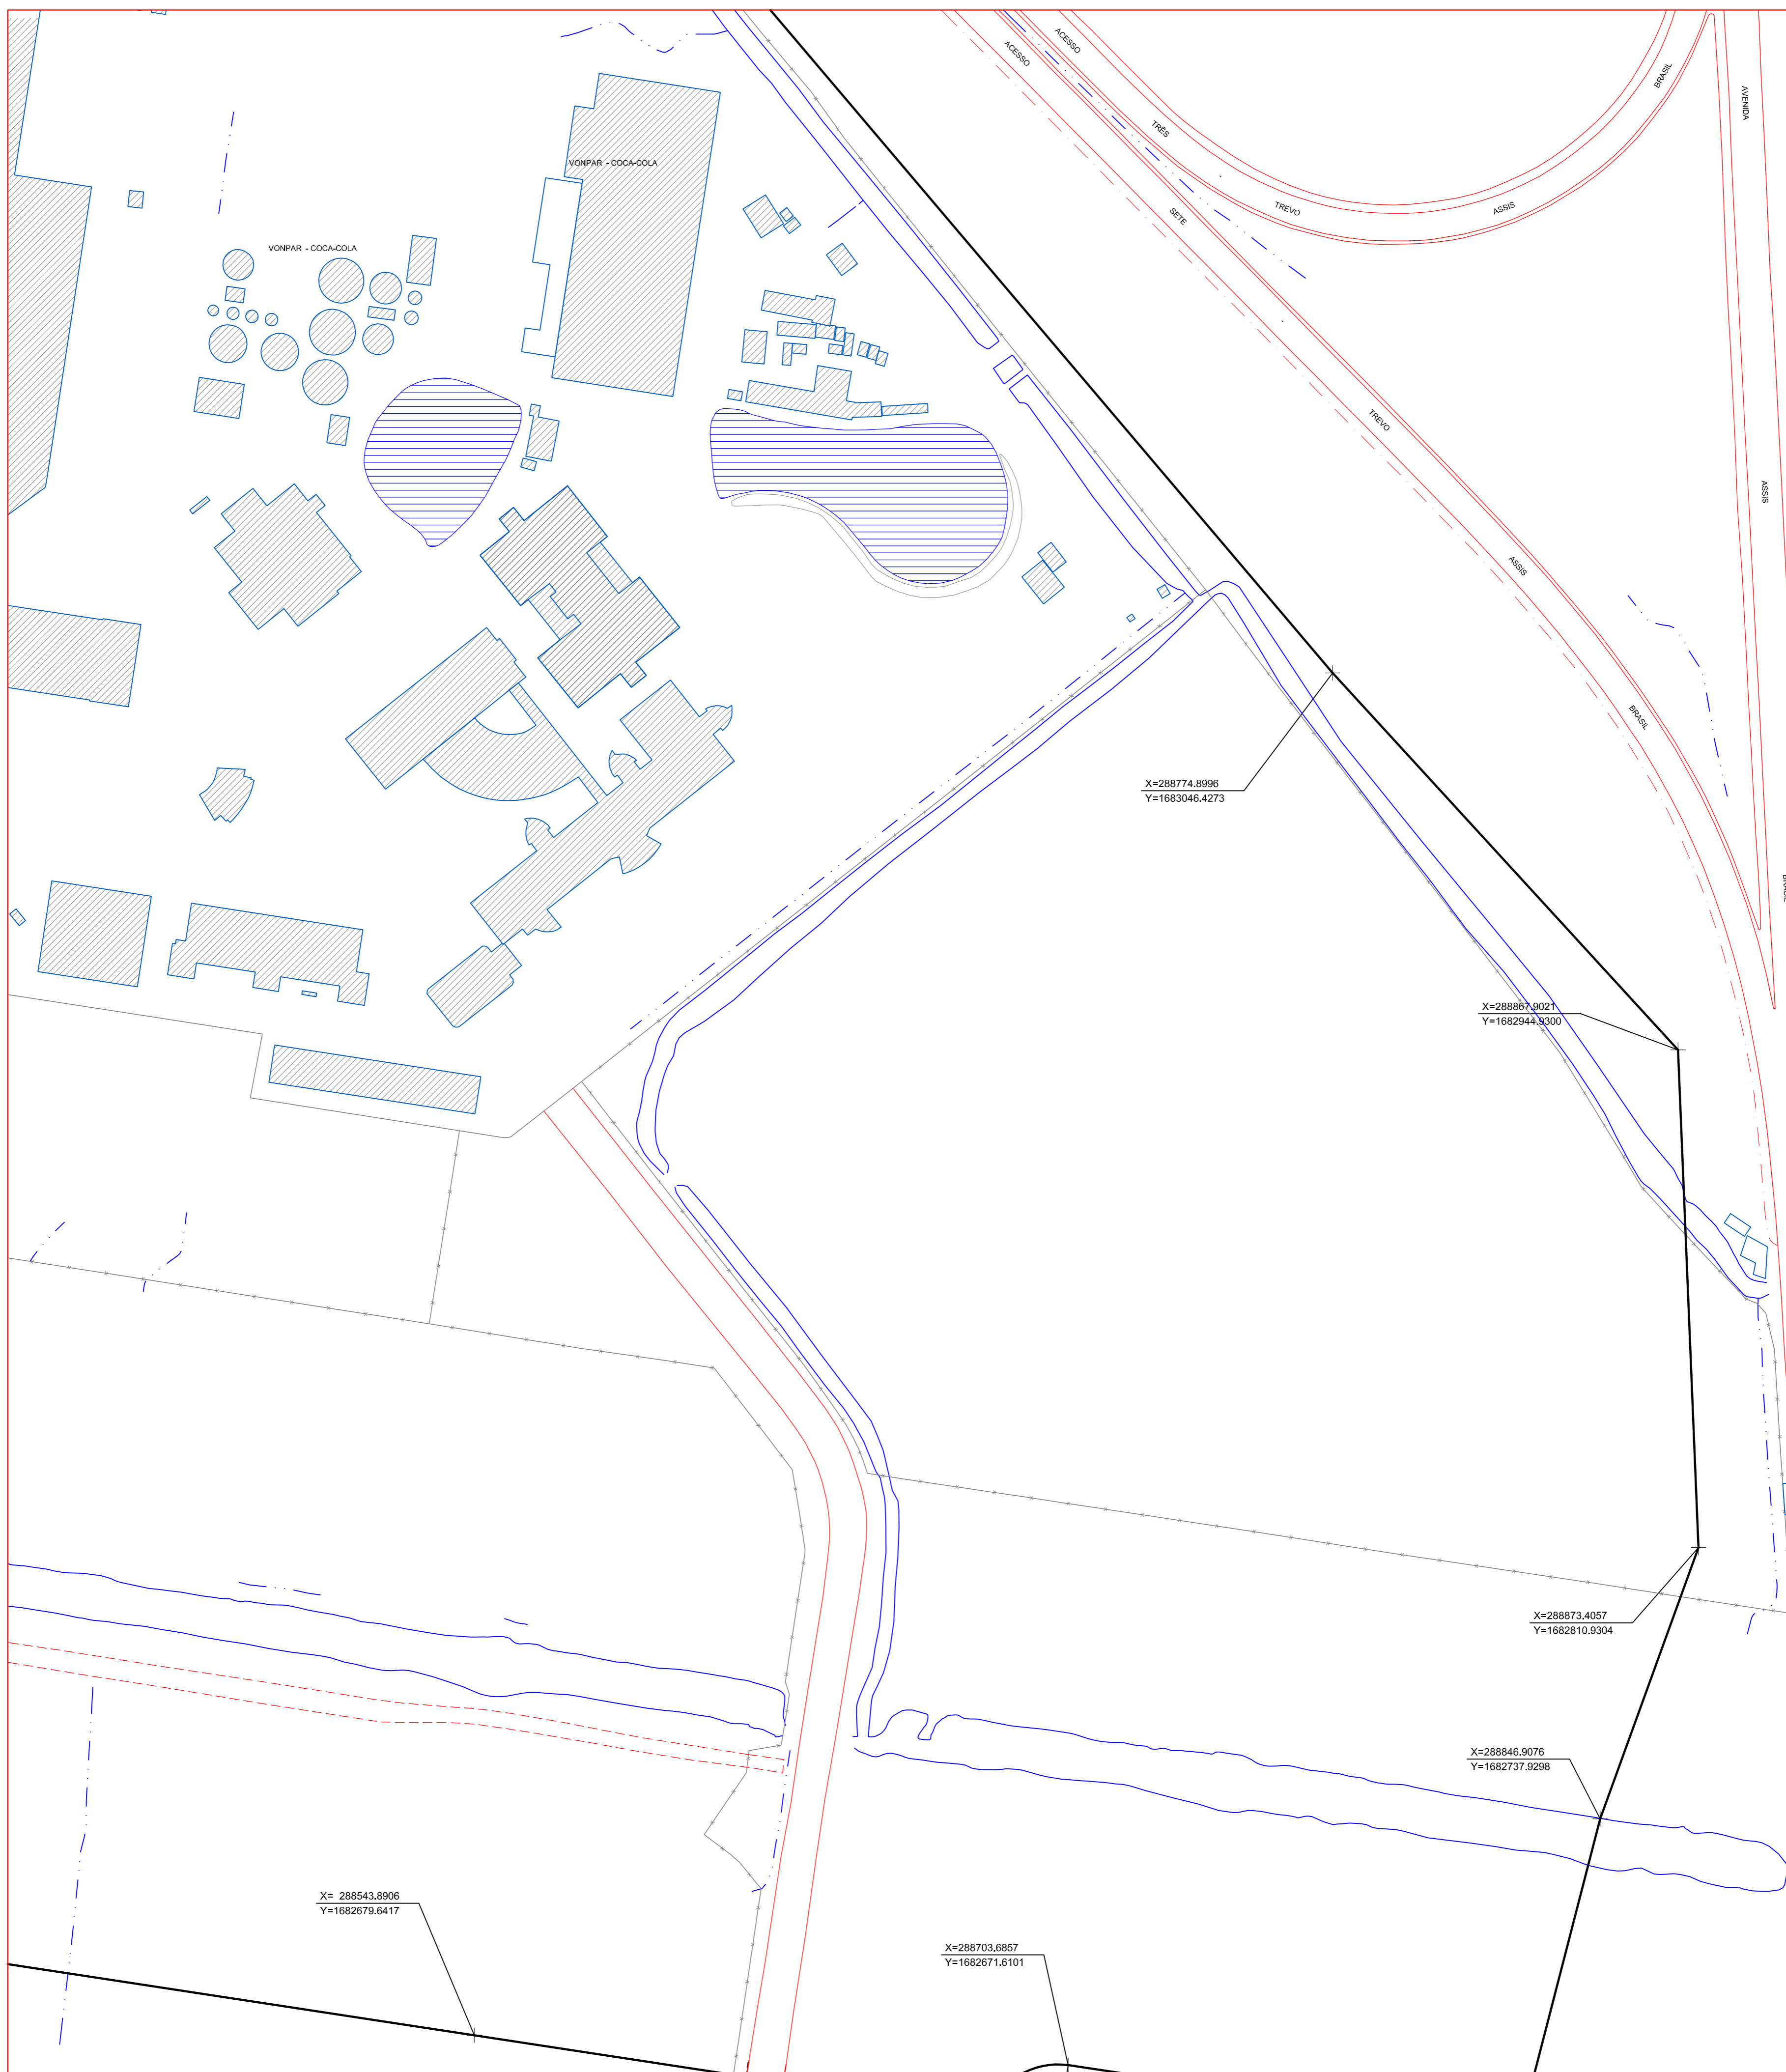 ACESSO
ACESSO
BRASIL
AVENIDA
TRÊS
VONPAR - COCA-COLA
TREVO
ASSIS
SETE
VONPAR - COCA-COLA
TREVO
ASSIS
ASSIS
BRASIL
X=288774.8996
Y=1683046.4273
X=288867.9021
Y=1682944.9300
X=288873.4057
Y=1682810.9304
X=288846.9076
Y=1682737.9298
X= 288543.8906
Y=1682679.6417
X=288703.6857
Y=1682671.6101